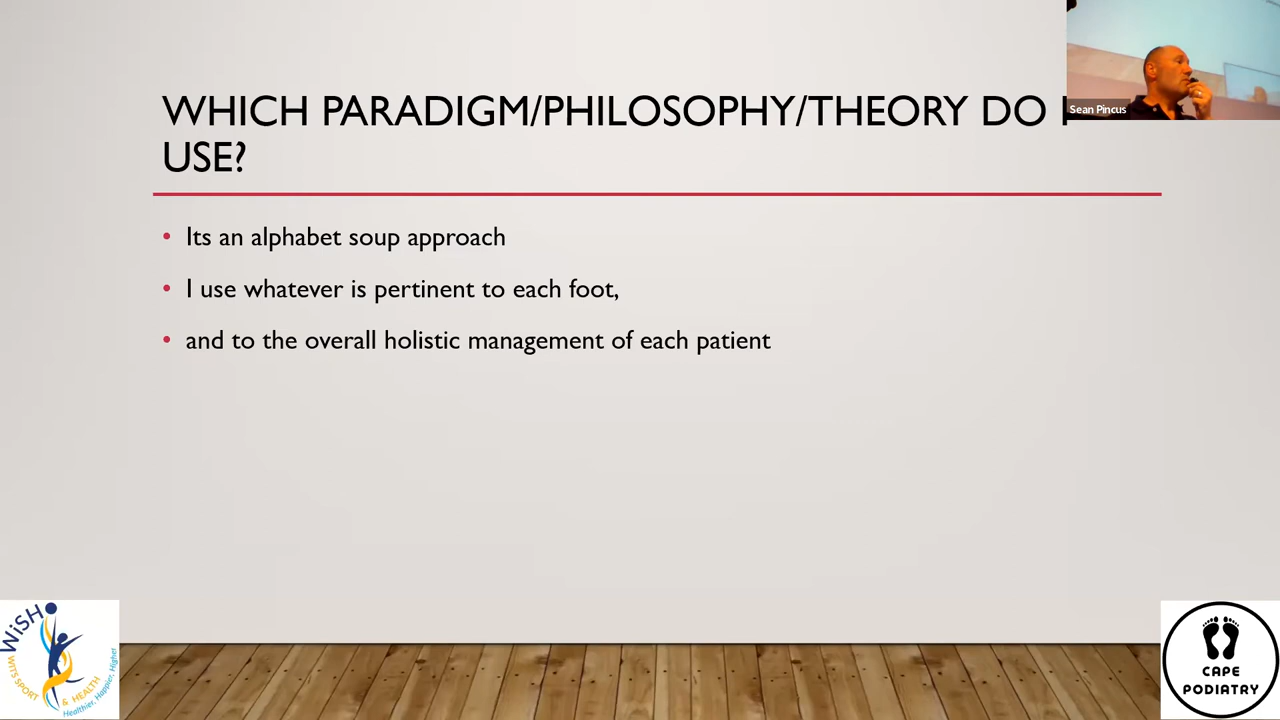 WHICH PARADIGM/PHILOSOPHY/THEORY DO I
USE?
Sean Pincus
• Its an alphabet soup approach
• I use whatever is pertinent to each foot,
• and to the overall holistic management of each patient
WiSH
WITS SPORT & HEALTH
Healthier, Happier, Higher
CAPE
PODIATRY